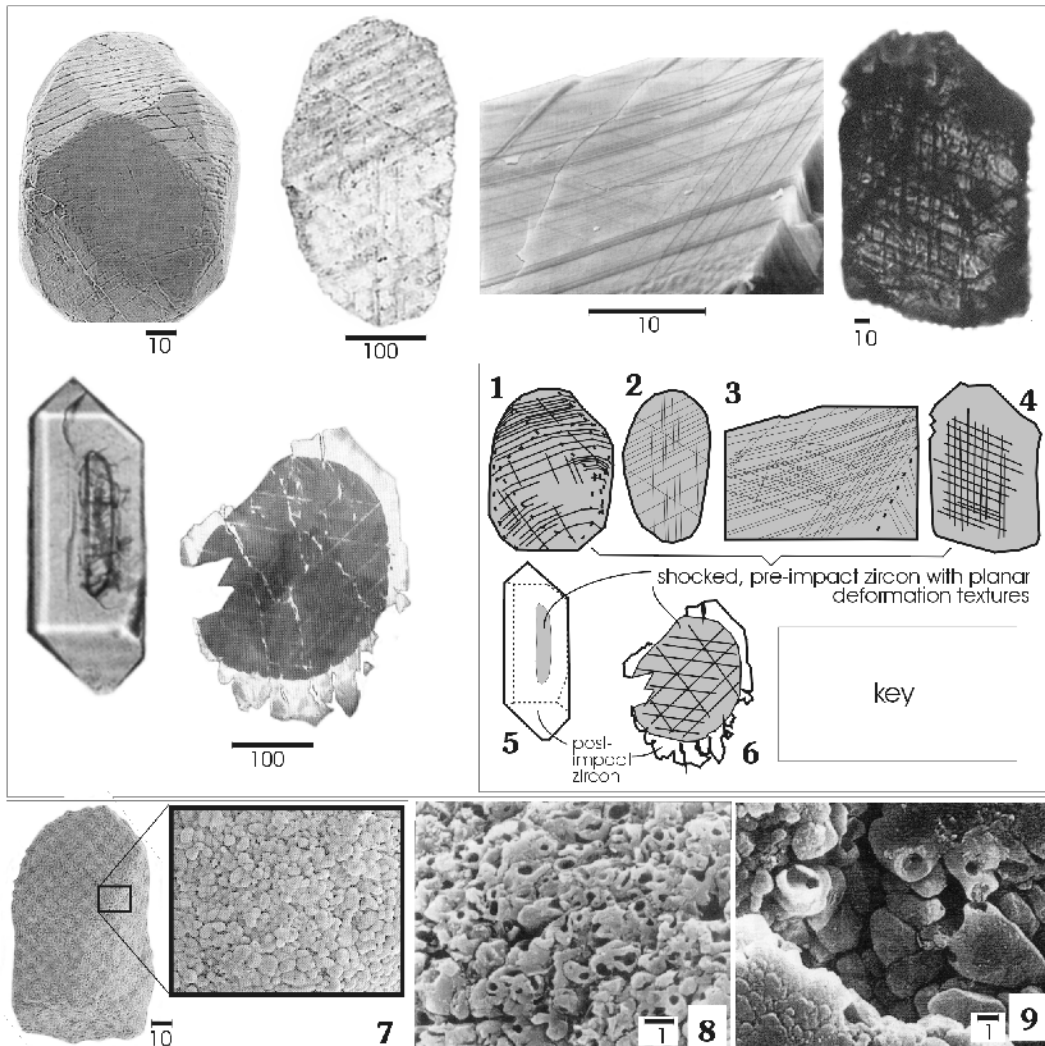 10
100
10
10
1
2
3
4
shocked, pre-impact zircon with planar
deformation textures
key
5
post-
impact
zircon
6
100
10
7
1
8
1
9